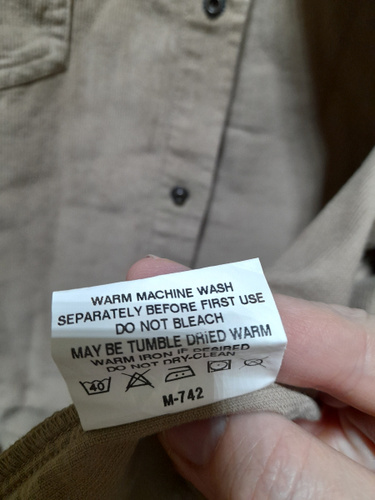 WARM MACHINE WASH
SEPARATELY BEFORE FIRST USE
DO NOT BLEACH
MAY BE TUMBLE DRIED WARM
WARM IRON IF DESIRED
DO NOT DRY-CLEAN
40
M-742